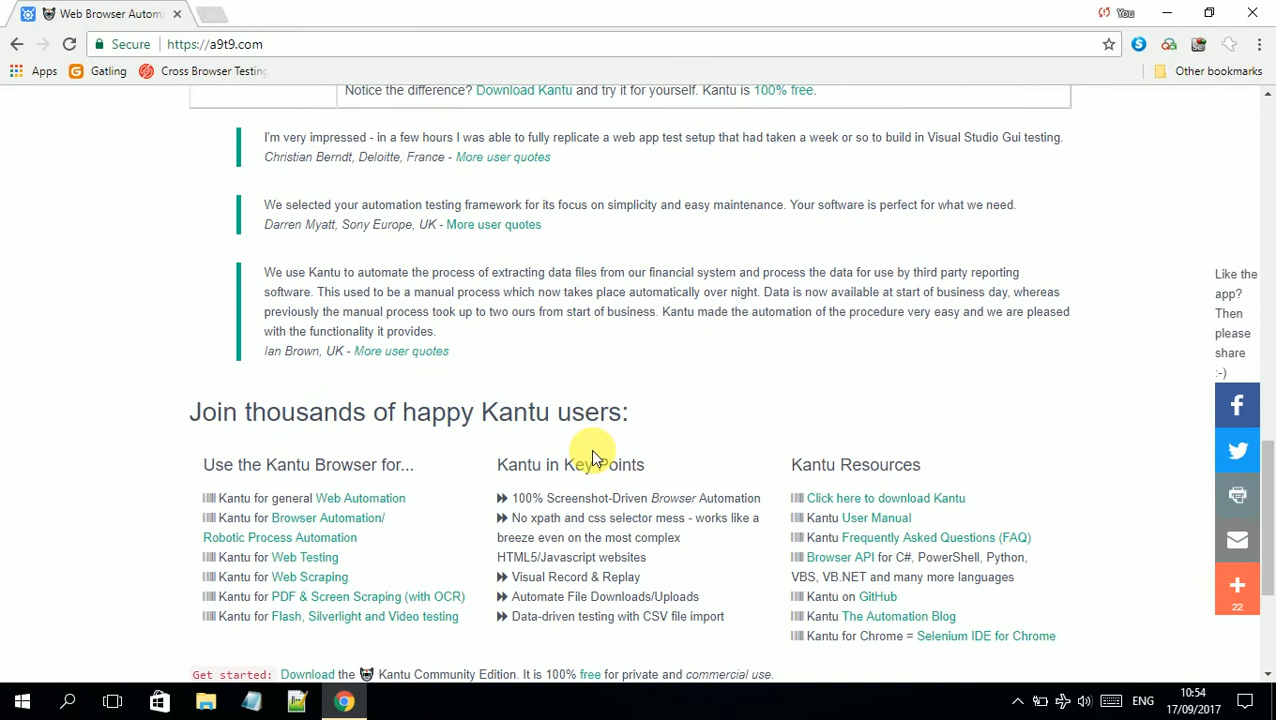 Web Browser Autom
You
Secure
https://a9t9.com
Apps
Gatling
Cross Browser Testing
Other bookmarks
Notice the difference? Download Kantu and try it for yourself. Kantu is 100% free.
I'm very impressed - in a few hours I was able to fully replicate a web app test setup that had taken a week or so to build in Visual Studio Gui testing.
Christian Berndt, Deloitte, France - More user quotes
We selected your automation testing framework for its focus on simplicity and easy maintenance. Your software is perfect for what we need.
Darren Myatt, Sony Europe, UK - More user quotes
We use Kantu to automate the process of extracting data files from our financial system and process the data for use by third party reporting
software. This used to be a manual process which now takes place automatically over night. Data is now available at start of business day, whereas
previously the manual process took up to two ours from start of business. Kantu made the automation of the procedure very easy and we are pleased
with the functionality it provides.
Ian Brown, UK - More user quotes
Like the
app?
Then
please
share
:-)
22
Join thousands of happy Kantu users:
Use the Kantu Browser for...
Kantu for general Web Automation
Kantu for Browser Automation/
Robotic Process Automation
Kantu for Web Testing
Kantu for Web Scraping
Kantu for PDF & Screen Scraping (with OCR)
Kantu for Flash, Silverlight and Video testing
Kantu in Key Points
100% Screenshot-Driven Browser Automation
No xpath and css selector mess - works like a
breeze even on the most complex
HTML5/Javascript websites
Visual Record & Replay
Automate File Downloads/Uploads
Data-driven testing with CSV file import
Kantu Resources
Click here to download Kantu
Kantu User Manual
Kantu Frequently Asked Questions (FAQ)
Browser API for C#, PowerShell, Python,
VBS, VB.NET and many more languages
Kantu on GitHub
Kantu The Automation Blog
Kantu for Chrome = Selenium IDE for Chrome
Get started: Download the Kantu Community Edition. It is 100% free for private and commercial use.
ENG
10:54
17/09/2017